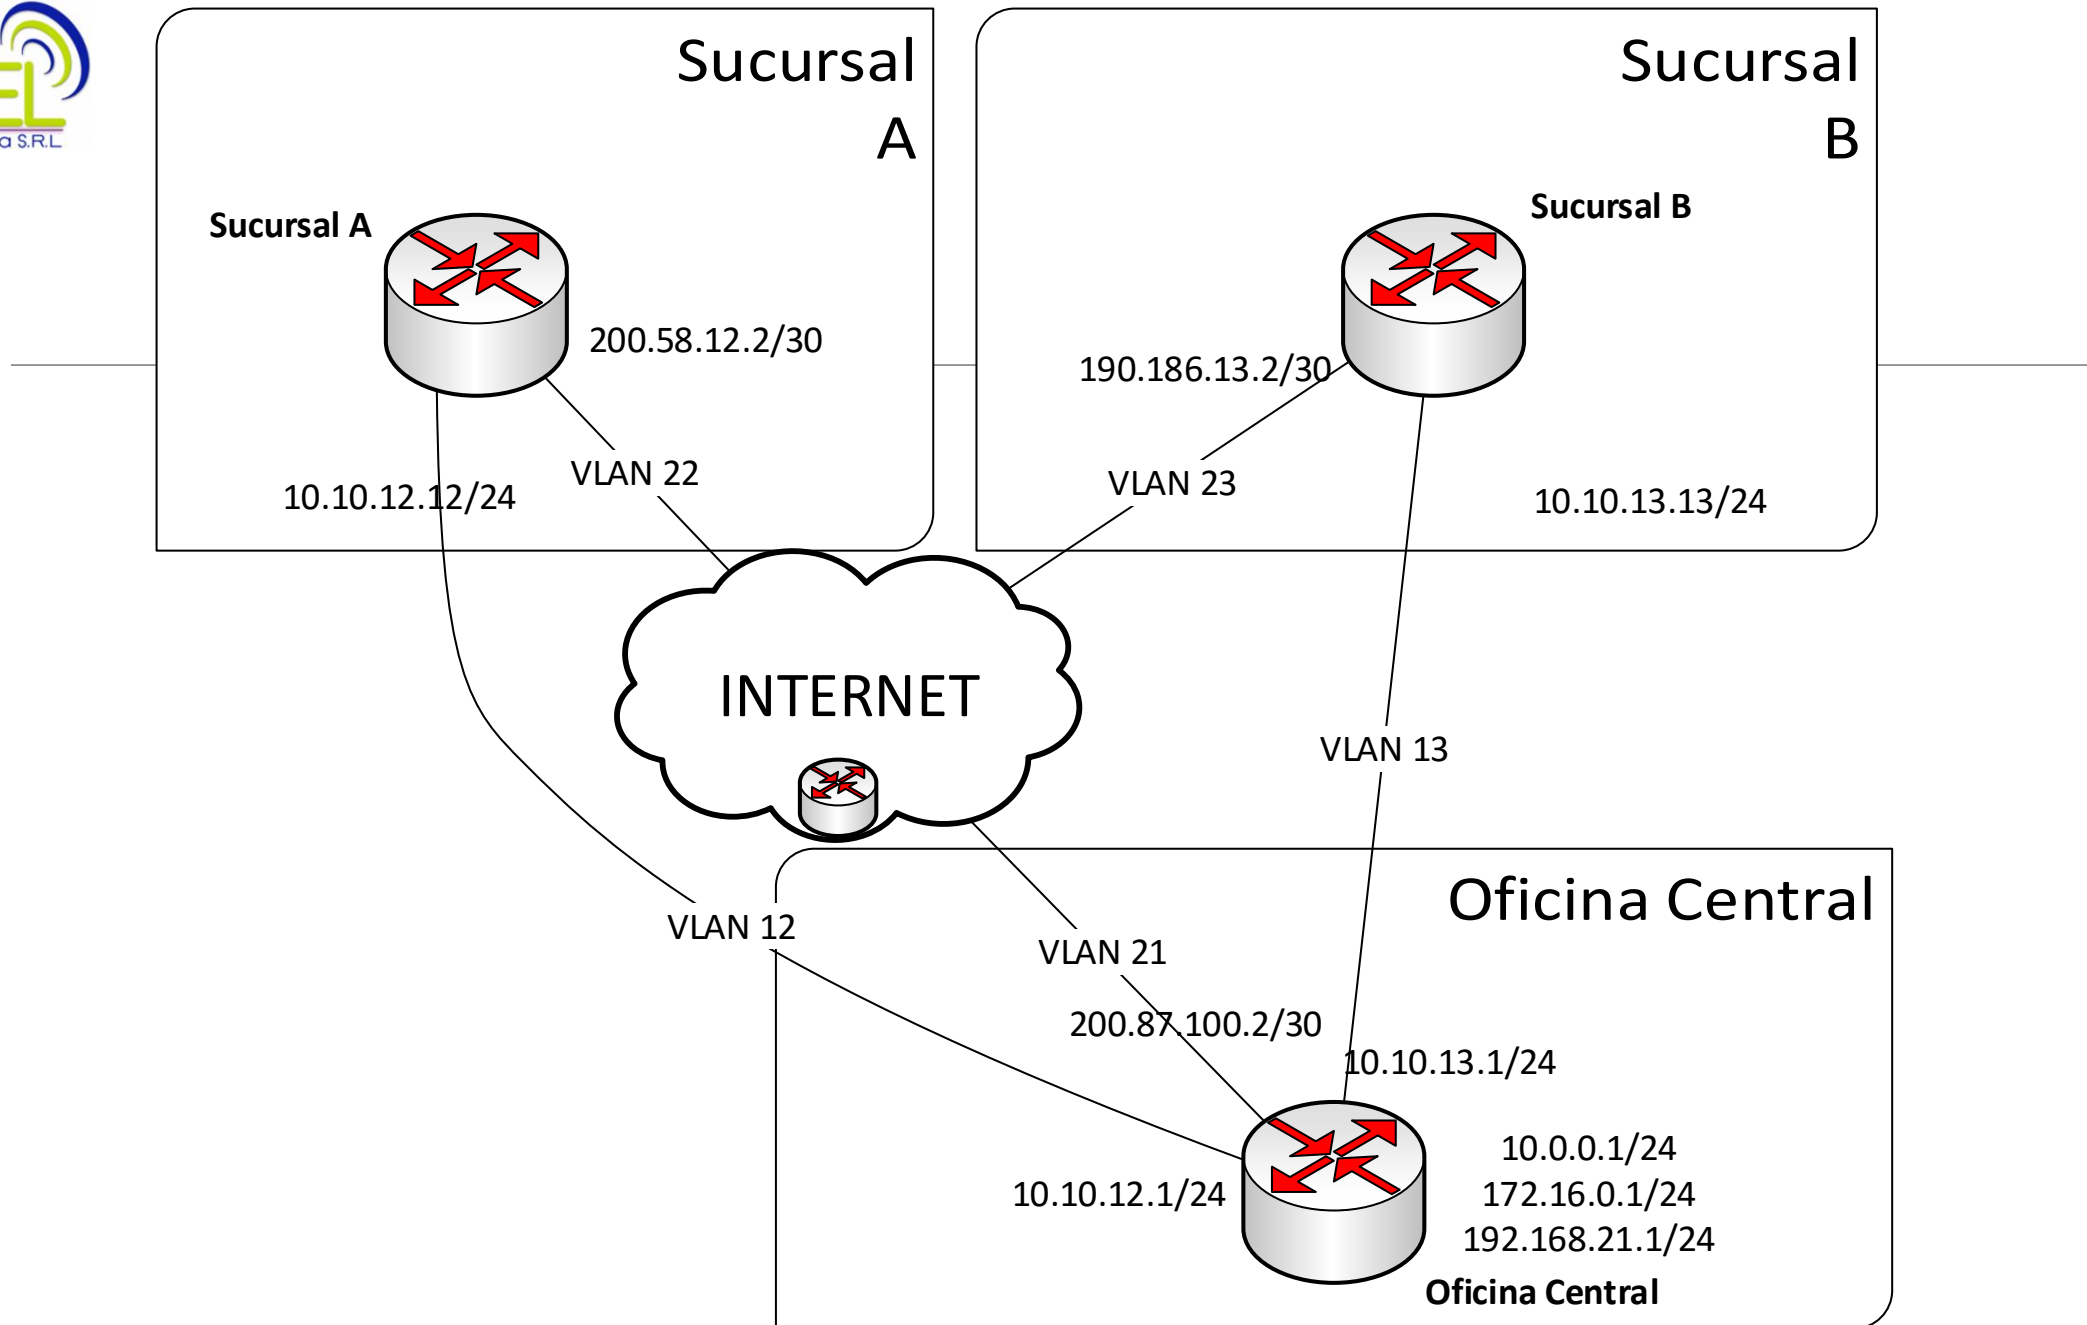 EL
a S.R.L
Sucursal
A
Sucursal A
200.58.12.2/30
VLAN 22
10.10.12.12/24
Sucursal
B
Sucursal B
190.186.13.2/30
VLAN 23
10.10.13.13/24
INTERNET
VLAN 13
VLAN 12
Oficina Central
VLAN 21
200.87.100.2/30
10.10.13.1/24
10.10.12.1/24
10.0.0.1/24
172.16.0.1/24
192.168.21.1/24
Oficina Central